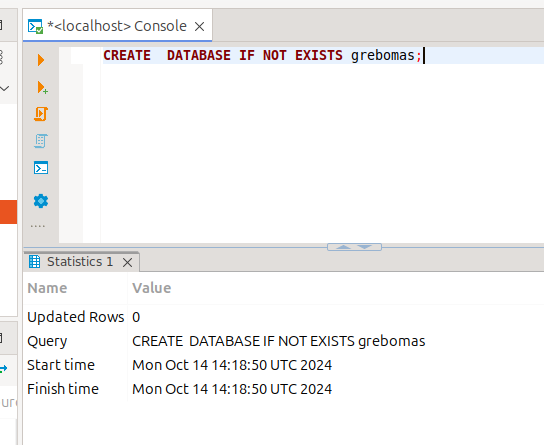 *<localhost> Console
CREATE  DATABASE IF NOT EXISTS grebomas;
Statistics 1
Name Value
Updated Rows 0
Query CREATE  DATABASE IF NOT EXISTS grebomas
Start time Mon Oct 14 14:18:50 UTC 2024
Finish time Mon Oct 14 14:18:50 UTC 2024